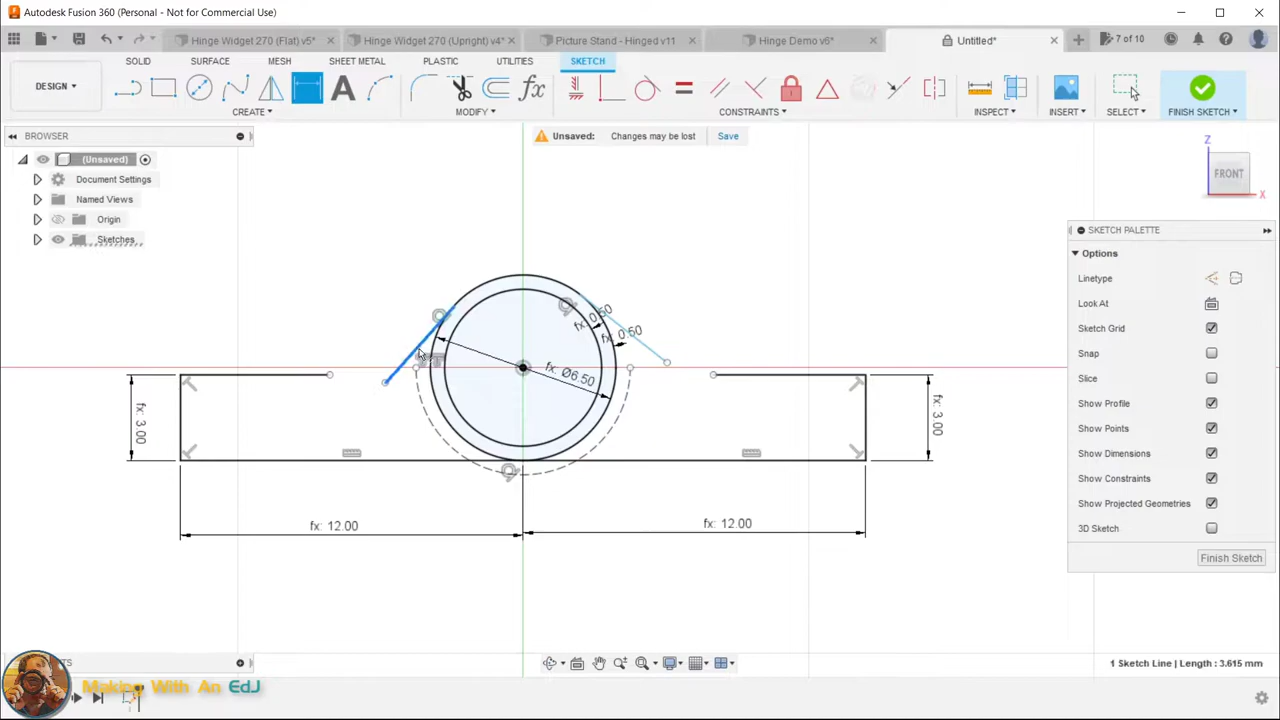 Autodesk Fusion 360 (Personal - Not for Commercial Use)
Hinge Widget 270 (Flat) v5*
Hinge Widget 270 (Upright) v4*
Picture Stand - Hinged v11
Hinge Demo v6*
Untitled*
7 of 10
SOLID
SURFACE
MESH
SHEET METAL
PLASTIC
UTILITIES
SKETCH
DESIGN
CREATE
MODIFY
CONSTRAINTS
INSPECT
INSERT
SELECT
FINISH SKETCH
BROWSER
Unsaved:
Changes may be lost
Save
(Unsaved)
Document Settings
Named Views
Origin
Sketches
Z
FRONT
X
SKETCH PALETTE
Options
Linetype
Look At
Sketch Grid
Snap
Slice
Show Profile
Show Points
Show Dimensions
Show Constraints
Show Projected Geometries
3D Sketch
Finish Sketch
fx: 0.50
fx: 0.50
fx: Ø6.50
fx: 3.00
fx: 3.00
fx: 12.00
fx: 12.00
1 Sketch Line | Length : 3.615 mm
Making With An EdJ